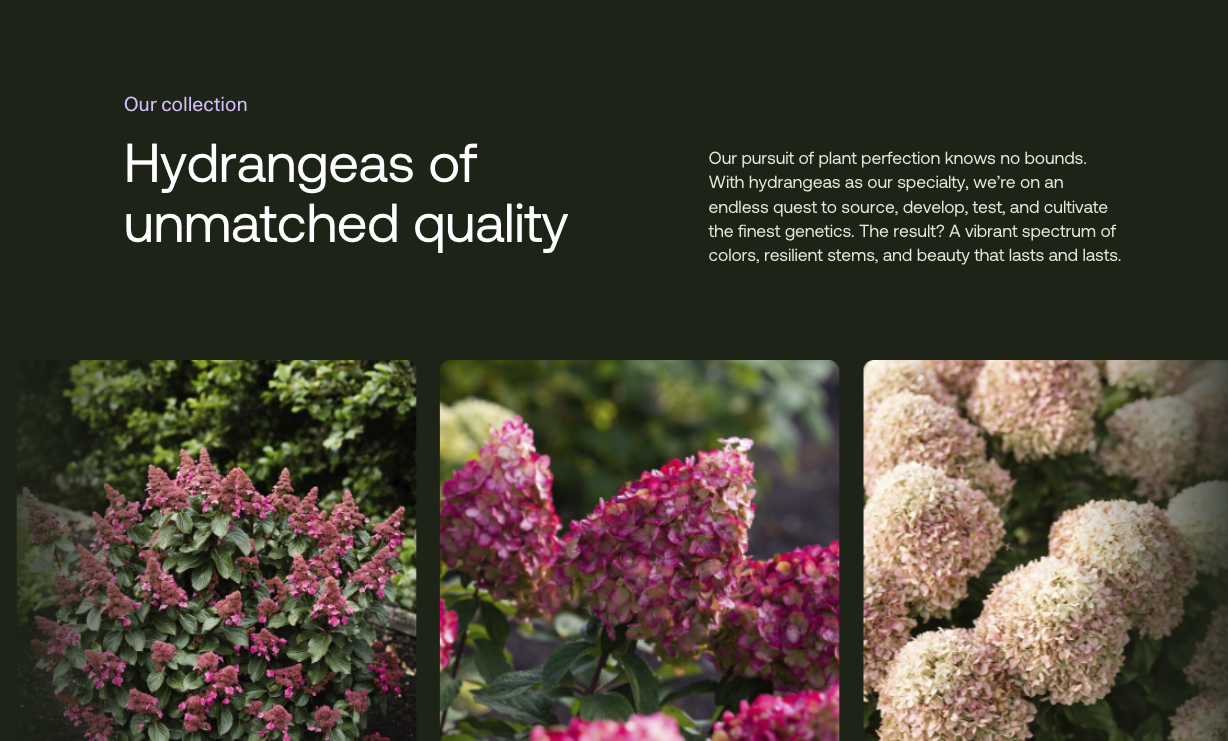 Our collection
Hydrangeas of
unmatched quality
Our pursuit of plant perfection knows no bounds.
With hydrangeas as our specialty, we’re on an
endless quest to source, develop, test, and cultivate
the finest genetics. The result? A vibrant spectrum of
colors, resilient stems, and beauty that lasts and lasts.